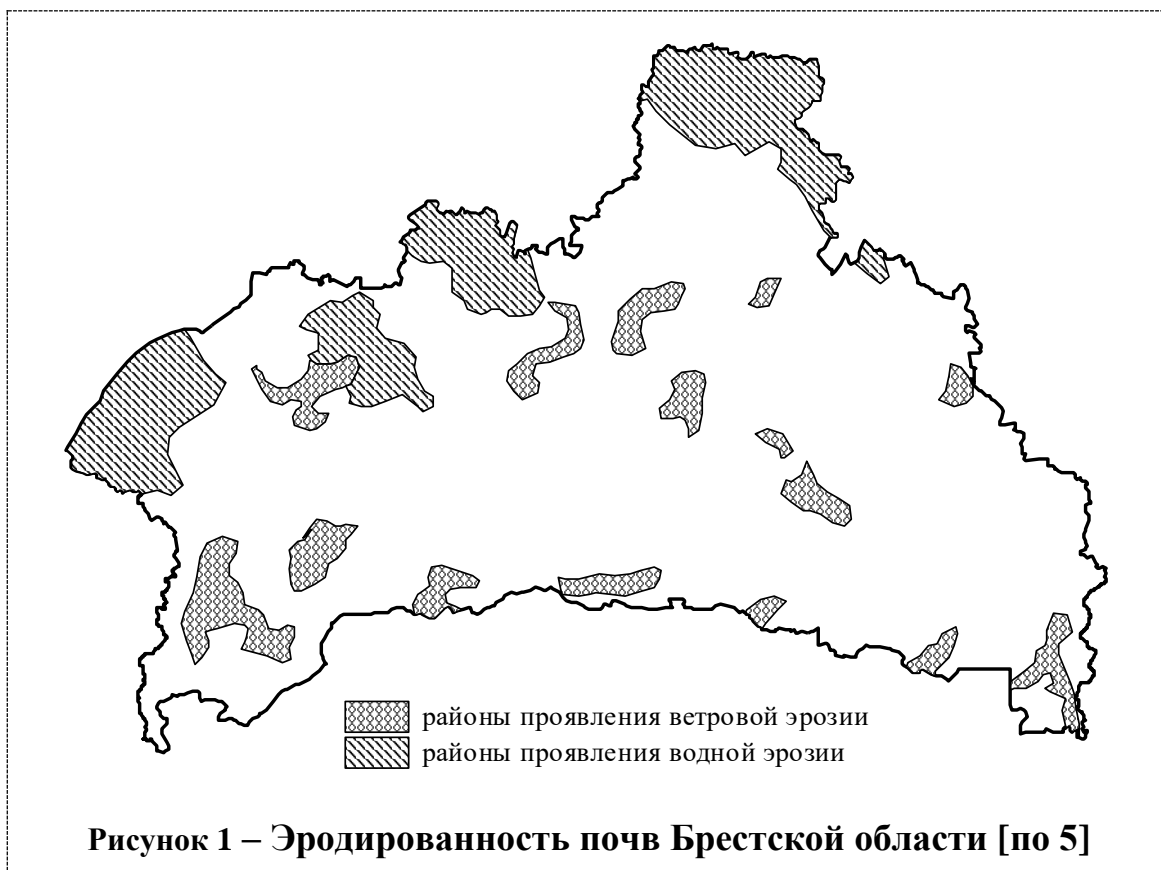 районы проявления ветровой эрозии
районы проявления водной эрозии
Рисунок 1 – Эродированность почв Брестской области [по 5]